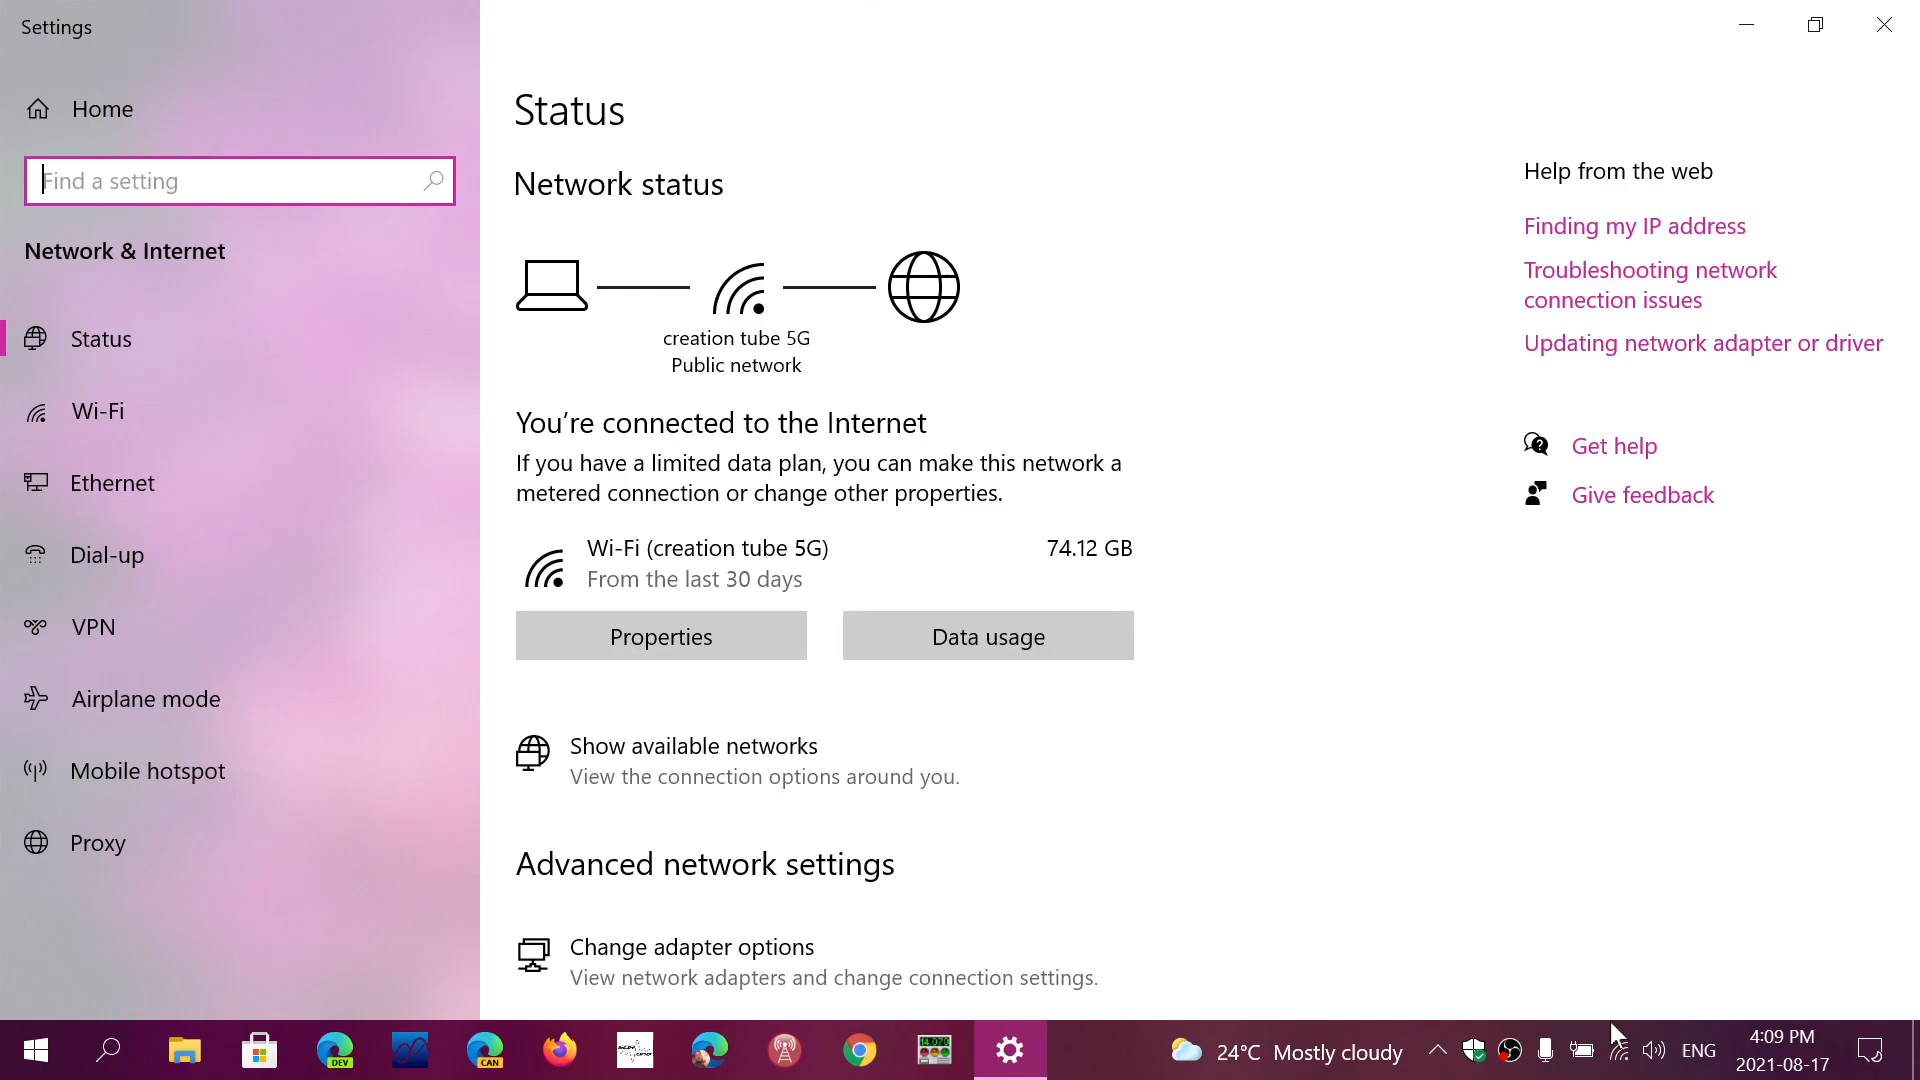 Settings
Home
Find a setting
Network & Internet
Status
Wi-Fi
Ethernet
Dial-up
VPN
Airplane mode
Mobile hotspot
Proxy
Status
Network status
creation tube 5G
Public network
You're connected to the Internet
If you have a limited data plan, you can make this network a
metered connection or change other properties.
Wi-Fi (creation tube 5G) 74.12 GB
From the last 30 days
Properties Data usage
Show available networks
View the connection options around you.
Advanced network settings
Change adapter options
View network adapters and change connection settings.
Help from the web
Finding my IP address
Troubleshooting network
connection issues
Updating network adapter or driver
Get help
Give feedback
DEV
CAN
14.070
24°C Mostly cloudy
ENG
4:09 PM
2021-08-17